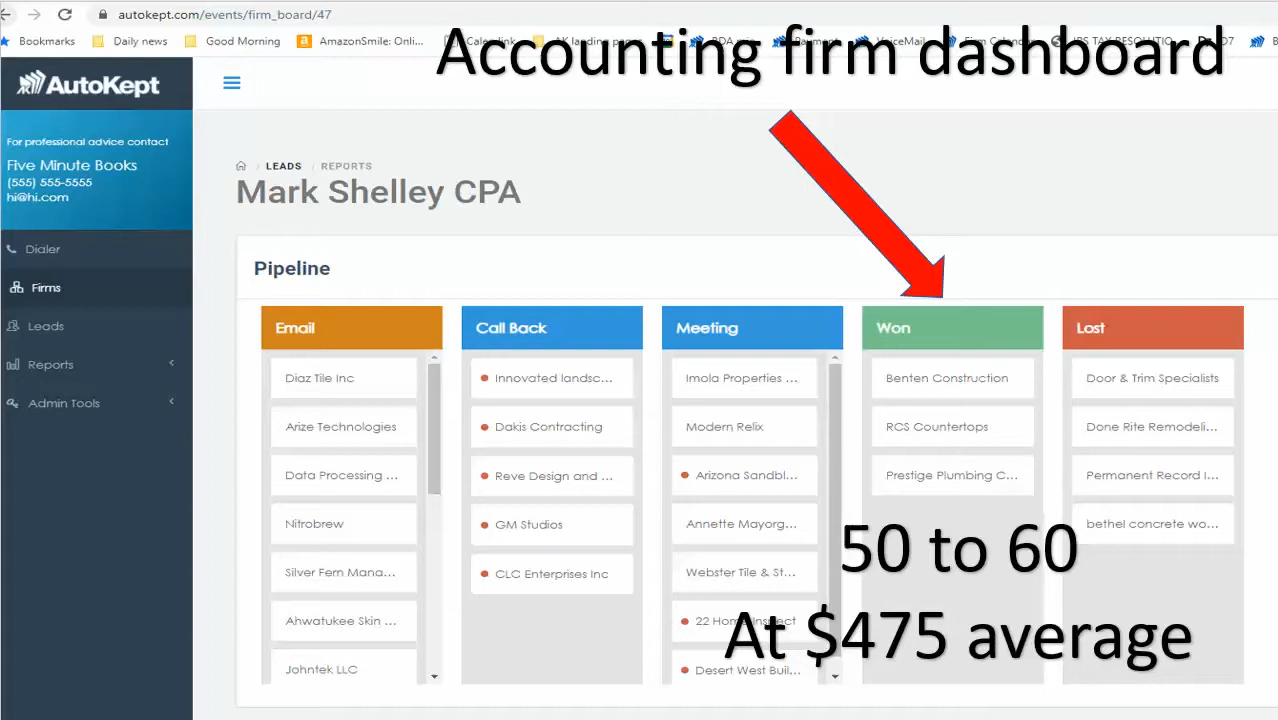 autokept.com/events/firm_board/47
Bookmarks
Daily news
Good Morning
AmazonSmile: Onli...
Accounting firm dashboard
AutoKept
For professional advice contact
Five Minute Books
(555) 555-5555
hi@hi.com
Dialer
Firms
Leads
Reports
Admin Tools
LEADS / REPORTS
Mark Shelley CPA
Pipeline
Email
Diaz Tile Inc
Arize Technologies
Data Processing ...
Nitrobrew
Silver Fern Mana...
Ahwatukee Skin ...
Johntek LLC
Call Back
Innovated landsc...
Dakis Contracting
Reve Design and ...
GM Studios
CLC Enterprises Inc
Meeting
Imola Properties ...
Modern Relix
Arizona Sandbl...
Annette Mayorg...
Webster Tile & St...
22 Home Inspect
Desert West Buil...
Won
Benten Construction
RCS Countertops
Prestige Plumbing C...
Lost
Door & Trim Specialists
Done Rite Remodeli...
Permanent Record I...
bethel concrete wo...
50 to 60
At $475 average